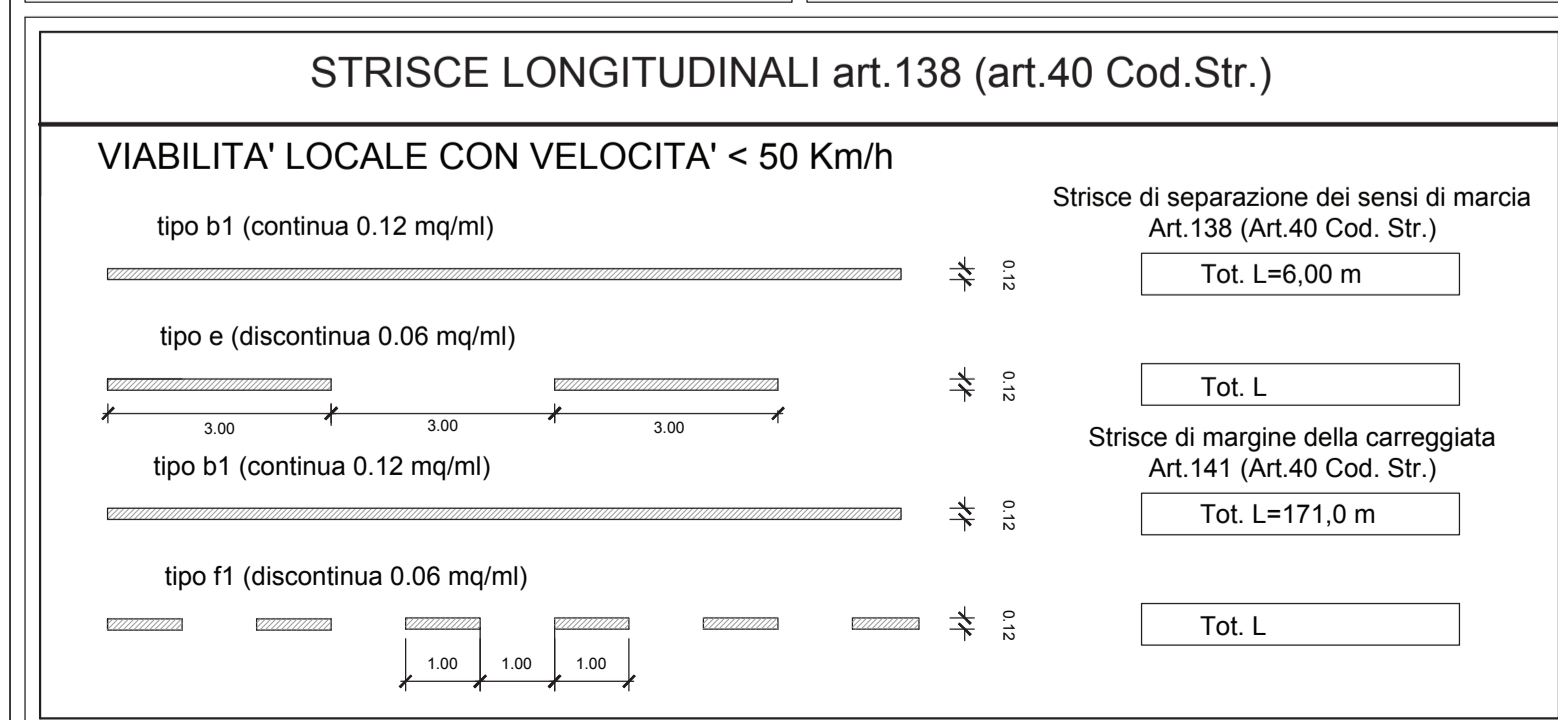 STRISCE LONGITUDINALI art.138 (art.40 Cod.Str.)
VIABILITA' LOCALE CON VELOCITA' < 50 Km/h
Strisce di separazione dei sensi di marcia
Art.138 (Art.40 Cod. Str.)
tipo b1 (continua 0.12 mq/ml)
0.12
Tot. L=6,00 m
tipo e (discontinua 0.06 mq/ml)
0.12
Tot. L
3.00 3.00 3.00
Strisce di margine della carreggiata
Art.141 (Art.40 Cod. Str.)
tipo b1 (continua 0.12 mq/ml)
0.12
Tot. L=171,0 m
tipo f1 (discontinua 0.06 mq/ml)
0.12
Tot. L
1.00 1.00 1.00